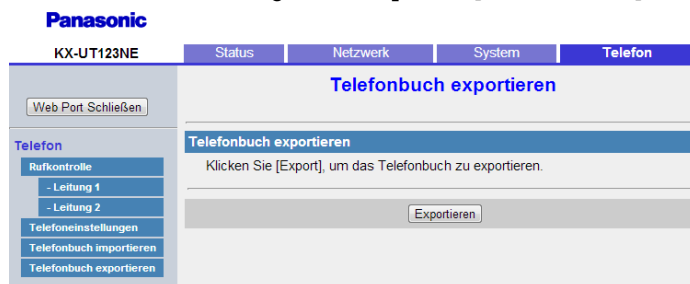 Panasonic
KX-UT123NE
Status
Netzwerk
System
Telefon
Web Port Schließen
Telefonbuch exportieren
Telefon
Rufkontrolle
- Leitung 1
- Leitung 2
Telefoneinstellungen
Telefonbuch importieren
Telefonbuch exportieren
Telefonbuch exportieren
Klicken Sie [Export], um das Telefonbuch zu exportieren.
Exportieren